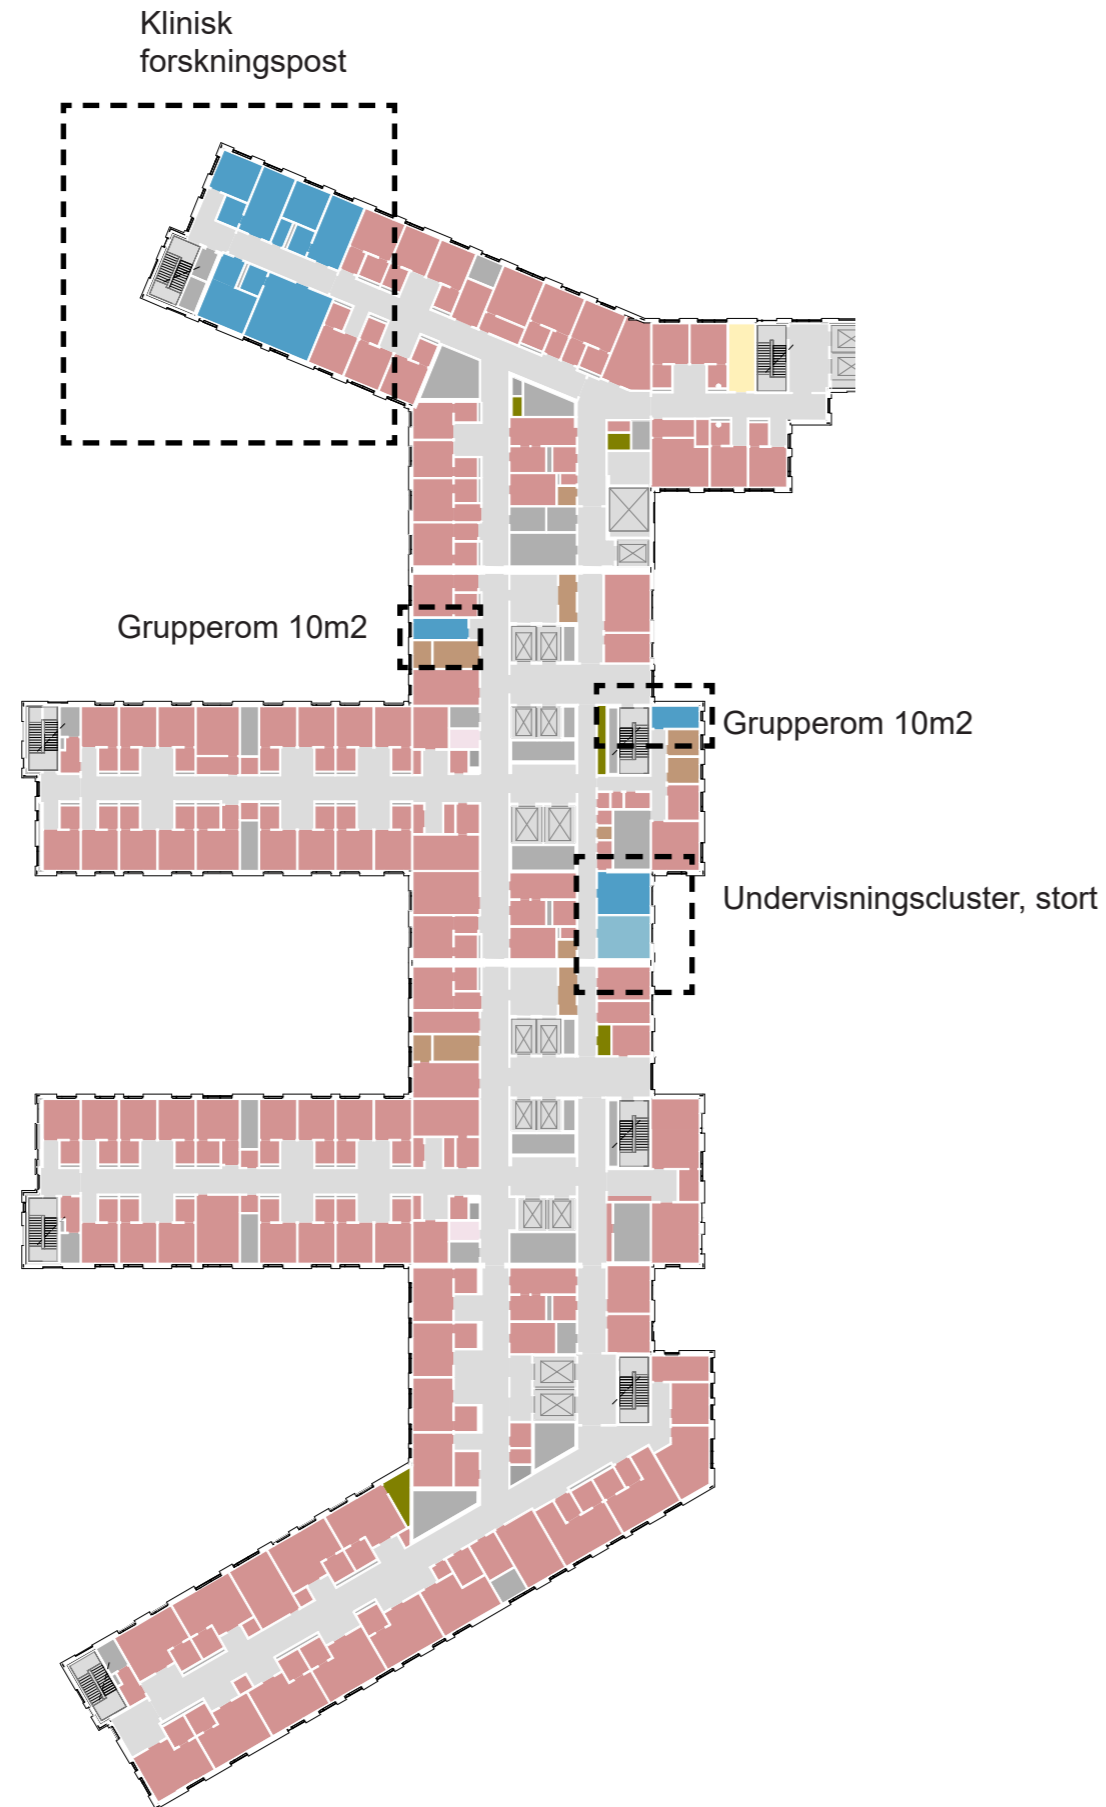 Klinisk
forskningspost
Grupperom 10m2
Grupperom 10m2
Undervisningscluster, stort